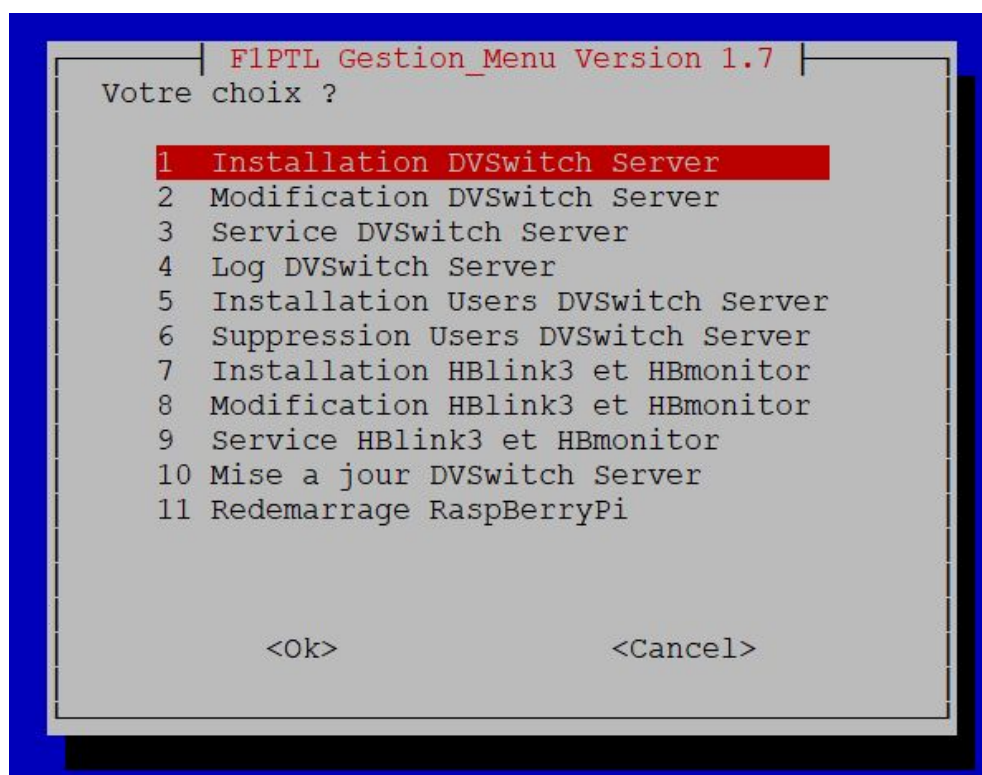 F1PTL Gestion_Menu Version 1.7
Votre choix ?
1 Installation DVSwitch Server
2 Modification DVSwitch Server
3 Service DVSwitch Server
4 Log DVSwitch Server
5 Installation Users DVSwitch Server
6 Suppression Users DVSwitch Server
7 Installation HBlink3 et HBmonitor
8 Modification HBlink3 et HBmonitor
9 Service HBlink3 et HBmonitor
10 Mise a jour DVSwitch Server
11 Redemarrage RaspBerryPi
<Ok> <Cancel>